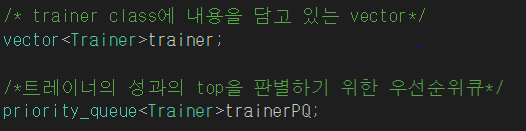 /* trainer class에 내용을 담고 있는 vector*/
vector<Trainer>trainer;
/*트레이너의 성과의 top을 판별하기 위한 우선순위큐*/
priority_queue<Trainer>trainerPQ;